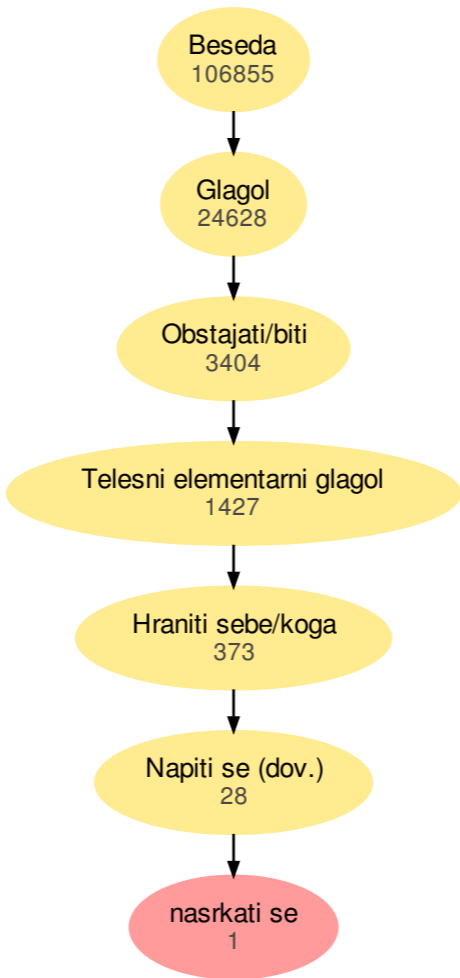 Beseda
106855
Glagol
24628
Obstajati/biti
3404
Telesni elementarni glagol
1427
Hraniti sebe/koga
373
Napiti se (dov.)
28
nasrkati se
1